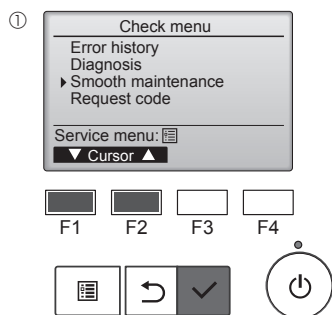 ①
Check menu
Error history
Diagnosis
Smooth maintenance
Request code
Service menu:
Cursor
F1 F2 F3 F4